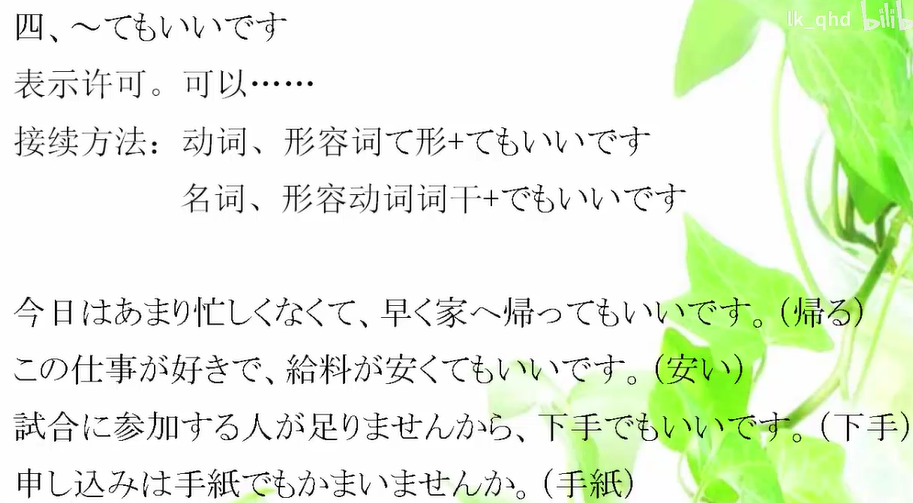 lk_qhd bilibili
四、～てもいいです
表示许可。可以……
接续方法：动词、形容词て形+てもいいです
名词、形容动词词干+でもいいです
今日はあまり忙しくなくて、早く家へ帰ってもいいです。（帰る）
この仕事が好きで、給料が安くてもいいです。（安い）
試合に参加する人が足りませんから、下手でもいいです。（下手）
申し込みは手紙でもかまいませんか。（手紙）